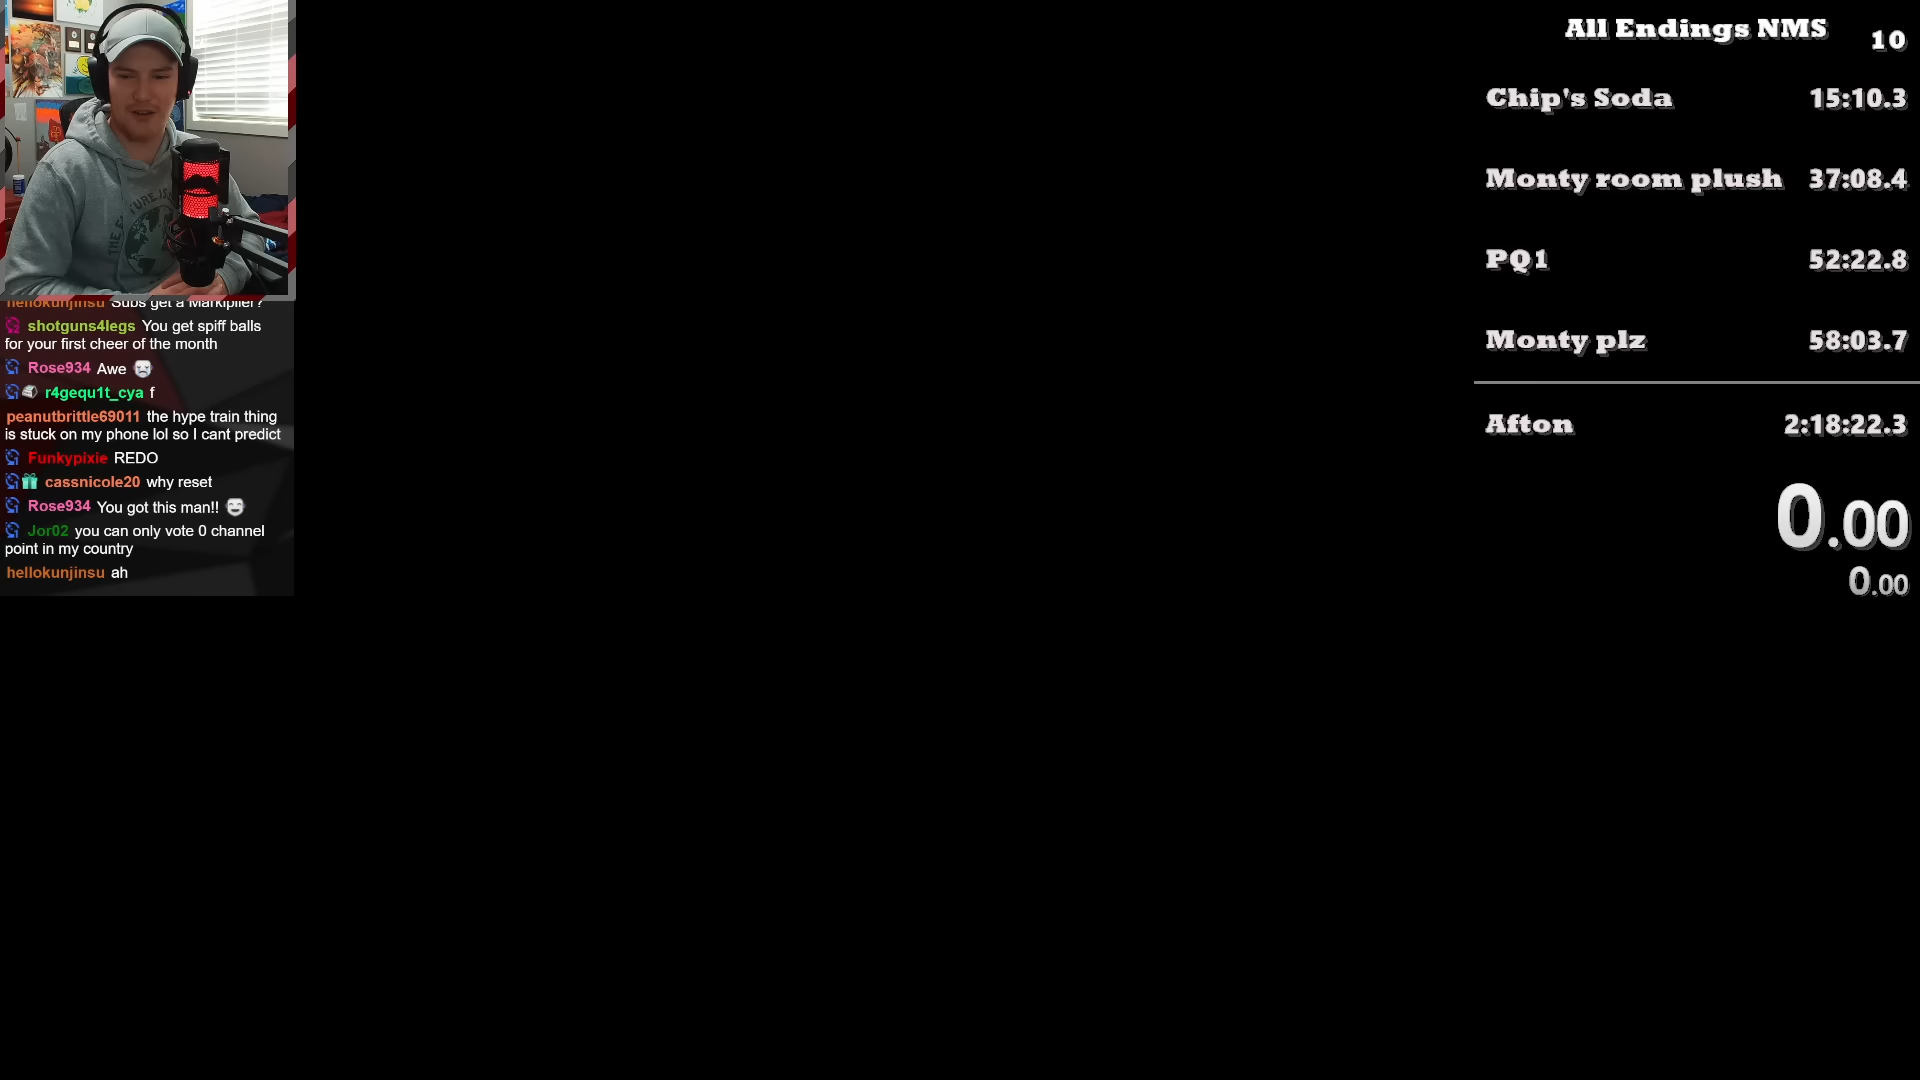 All Endings NMS
10
Chip's Soda 15:10.3
Monty room plush 37:08.4
PQ1 52:22.8
Monty plz 58:03.7
Afton 2:18:22.3
0.00
0.00
hellokunjinsu Subs get a Markiplier?
shotguns4legs You get spiff balls
for your first cheer of the month
Rose934 Awe
r4gequ1t_cya f
peanutbrittle69011 the hype train thing
is stuck on my phone lol so I cant predict
Funkypixie REDO
cassnicole20 why reset
Rose934 You got this man!!
Jor02 you can only vote 0 channel
point in my country
hellokunjinsu ah